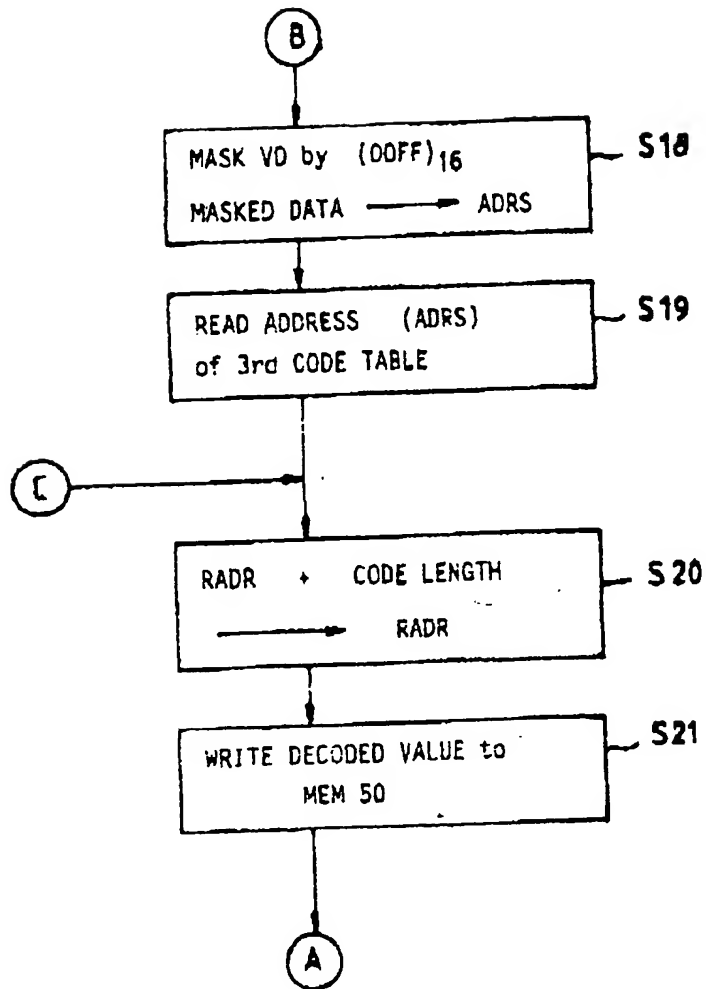 B
MASK VD by (00FF)16
S18
MASKED DATA ⟶ ADRS
READ ADDRESS (ADRS)
S19
of 3rd CODE TABLE
C
RADR + CODE LENGTH
S20
⟶ RADR
WRITE DECODED VALUE to
S21
MEM 50
A